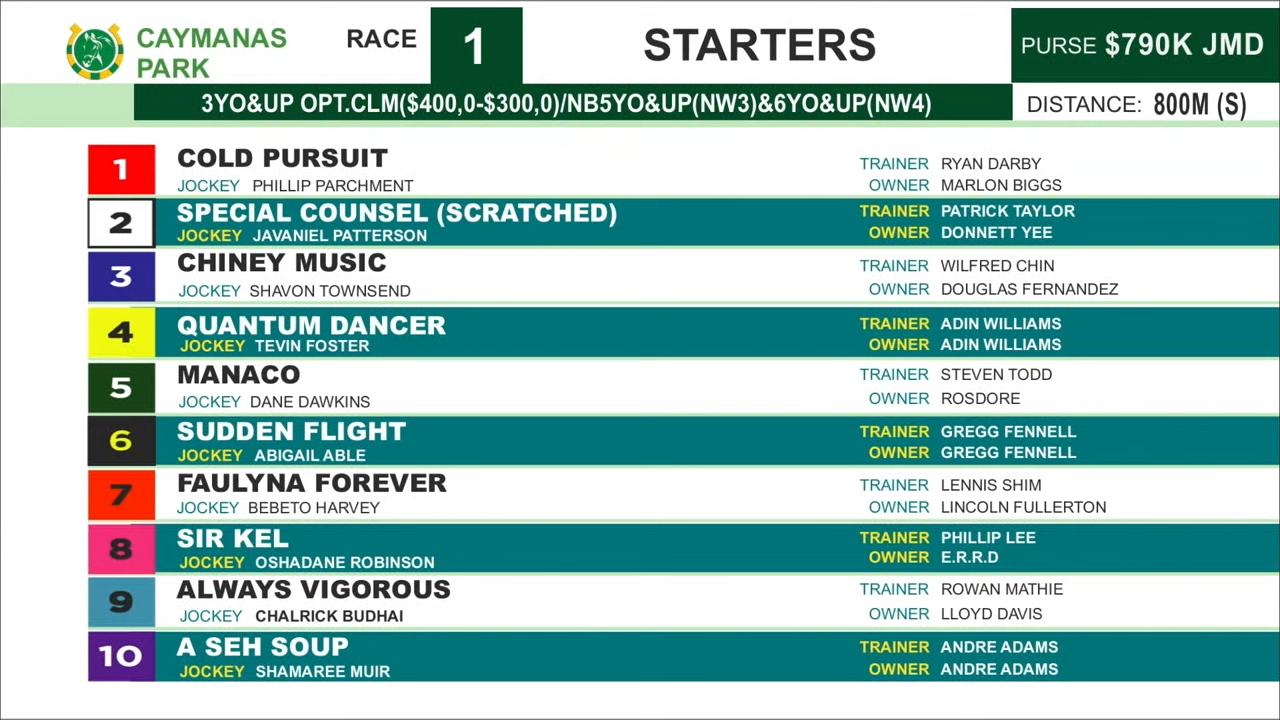 CAYMANAS PARK
RACE 1
STARTERS
PURSE $790K JMD
3YO&UP OPT.CLM($400,0-$300,0)/NB5YO&UP(NW3)&6YO&UP(NW4)
DISTANCE: 800M (S)
1 COLD PURSUIT
JOCKEY PHILLIP PARCHMENT
TRAINER RYAN DARBY
OWNER MARLON BIGGS
2 SPECIAL COUNSEL (SCRATCHED)
JOCKEY JAVANIEL PATTERSON
TRAINER PATRICK TAYLOR
OWNER DONNETT YEE
3 CHINEY MUSIC
JOCKEY SHAVON TOWNSEND
TRAINER WILFRED CHIN
OWNER DOUGLAS FERNANDEZ
4 QUANTUM DANCER
JOCKEY TEVIN FOSTER
TRAINER ADIN WILLIAMS
OWNER ADIN WILLIAMS
5 MANACO
JOCKEY DANE DAWKINS
TRAINER STEVEN TODD
OWNER ROSDORE
6 SUDDEN FLIGHT
JOCKEY ABIGAIL ABLE
TRAINER GREGG FENNELL
OWNER GREGG FENNELL
7 FAULYNA FOREVER
JOCKEY BEBETO HARVEY
TRAINER LENNIS SHIM
OWNER LINCOLN FULLERTON
8 SIR KEL
JOCKEY OSHADANE ROBINSON
TRAINER PHILLIP LEE
OWNER E.R.R.D
9 ALWAYS VIGOROUS
JOCKEY CHALRICK BUDHAI
TRAINER ROWAN MATHIE
OWNER LLOYD DAVIS
10 A SEH SOUP
JOCKEY SHAMAREE MUIR
TRAINER ANDRE ADAMS
OWNER ANDRE ADAMS